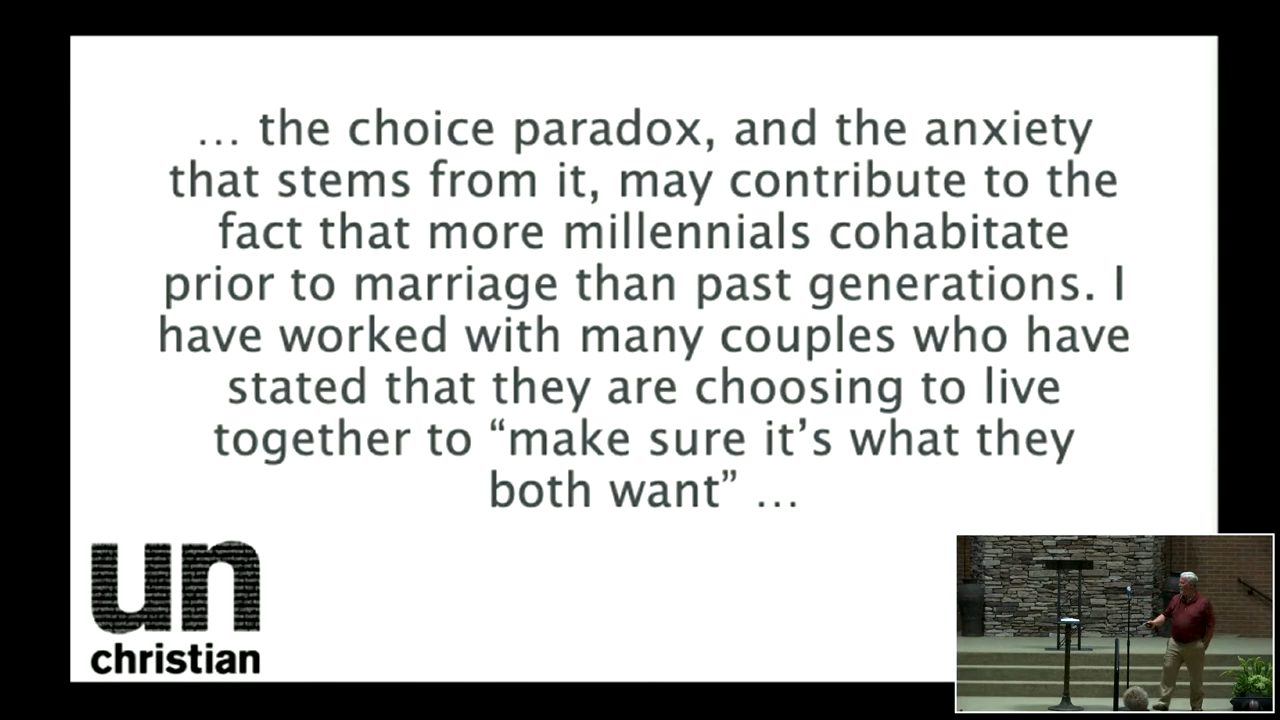 … the choice paradox, and the anxiety
that stems from it, may contribute to the
fact that more millennials cohabitate
prior to marriage than past generations. I
have worked with many couples who have
stated that they are choosing to live
together to “make sure it’s what they
both want” …
un
christian